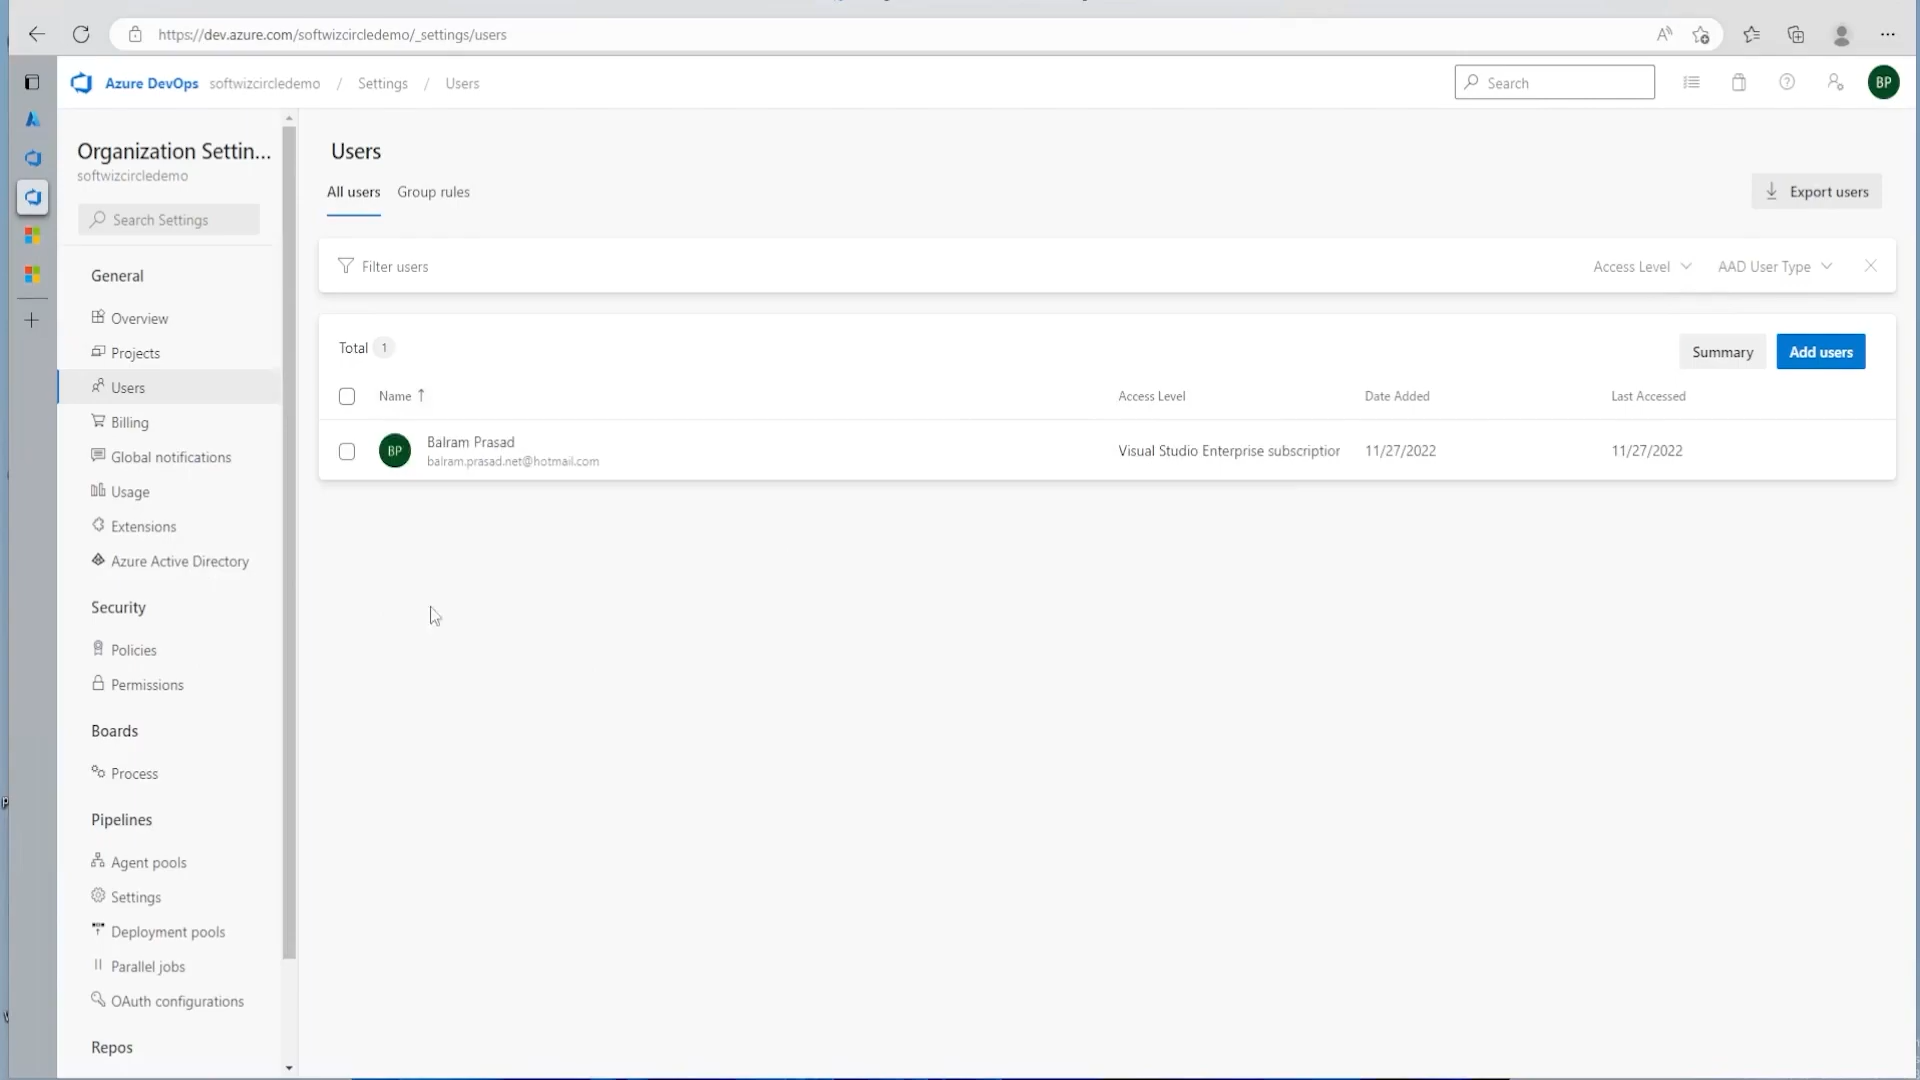 https://dev.azure.com/softwizcircledemo/_settings/users
Azure DevOps softwizcircledemo / Settings / Users
Search
BP
Organization Settin...
softwizcircledemo
Search Settings
General
Overview
Projects
Users
Billing
Global notifications
Usage
Extensions
Azure Active Directory
Security
Policies
Permissions
Boards
Process
Pipelines
Agent pools
Settings
Deployment pools
Parallel jobs
OAuth configurations
Repos
Users
All users Group rules
Export users
Filter users
Access Level AAD User Type
Total 1
Summary Add users
Name Access Level Date Added Last Accessed
BP Balram Prasad Visual Studio Enterprise subscription 11/27/2022 11/27/2022
balram.prasad.net@hotmail.com